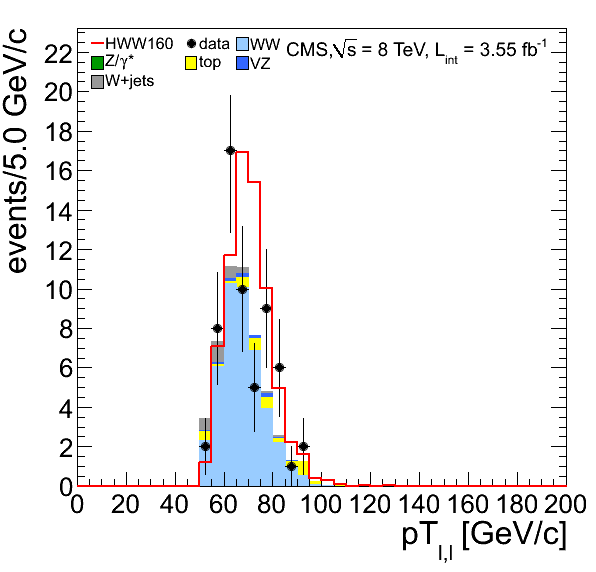 HWW160 data WW CMS,√s = 8 TeV, L_int = 3.55 fb⁻¹
Z/γ* top VZ
W+jets
events/5.0 GeV/c
22
20
18
16
14
12
10
8
6
4
2
0
0 20 40 60 80 100 120 140 160 180 200
pT_l,l [GeV/c]